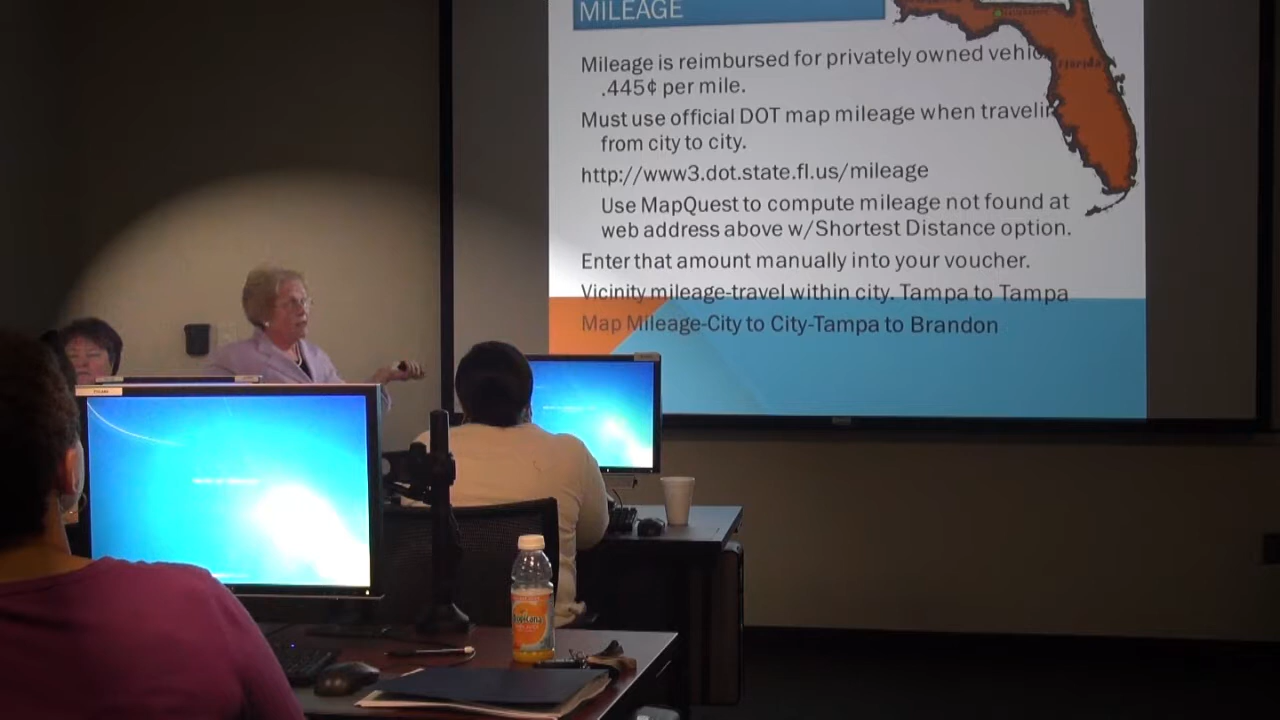 MILEAGE
Mileage is reimbursed for privately owned vehic
.445¢ per mile.
Must use official DOT map mileage when travelin
from city to city.
http://www3.dot.state.fl.us/mileage
Use MapQuest to compute mileage not found at
web address above w/Shortest Distance option.
Enter that amount manually into your voucher.
Vicinity mileage-travel within city. Tampa to Tampa
Map Mileage-City to City-Tampa to Brandon
Florida
Tropicana